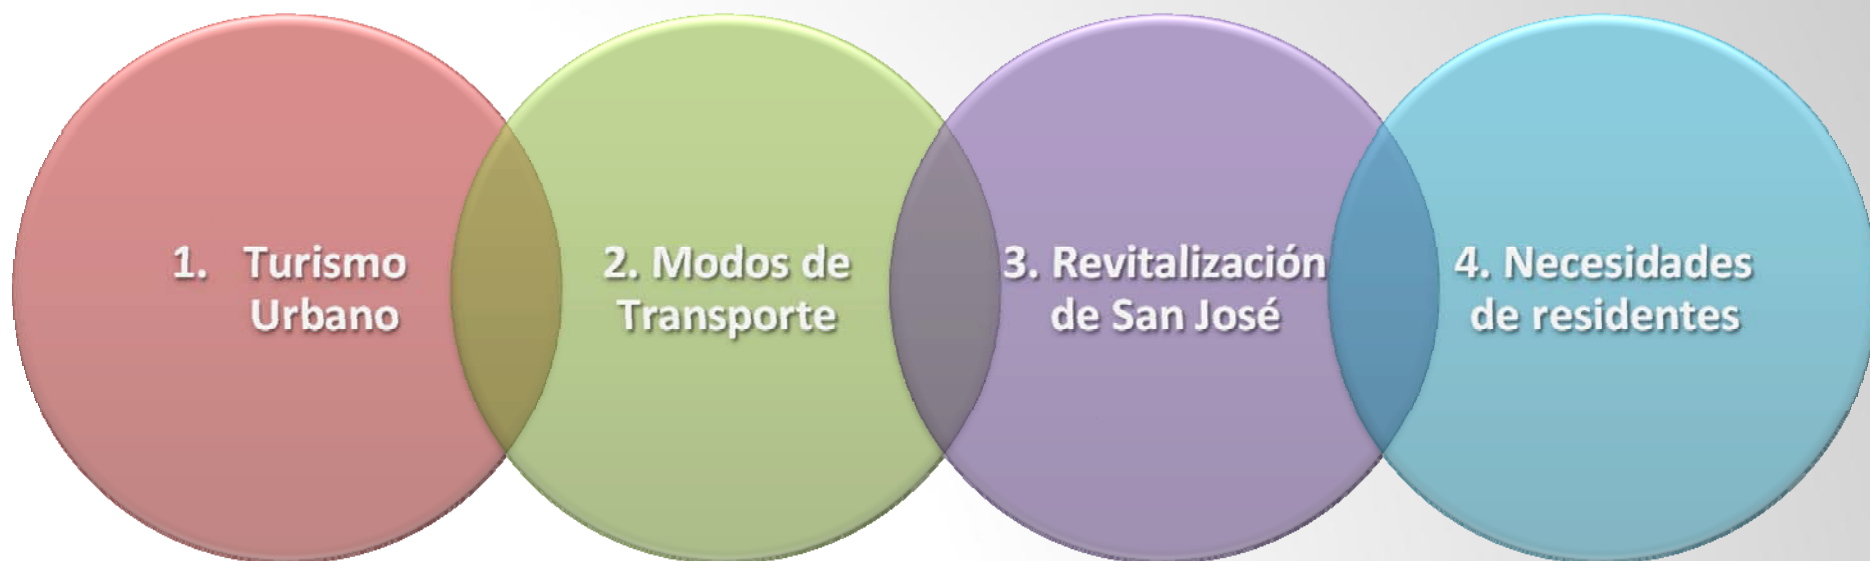 1. Turismo
Urbano
2. Modos de
Transporte
3. Revitalización
de San José
4. Necesidades
de residentes